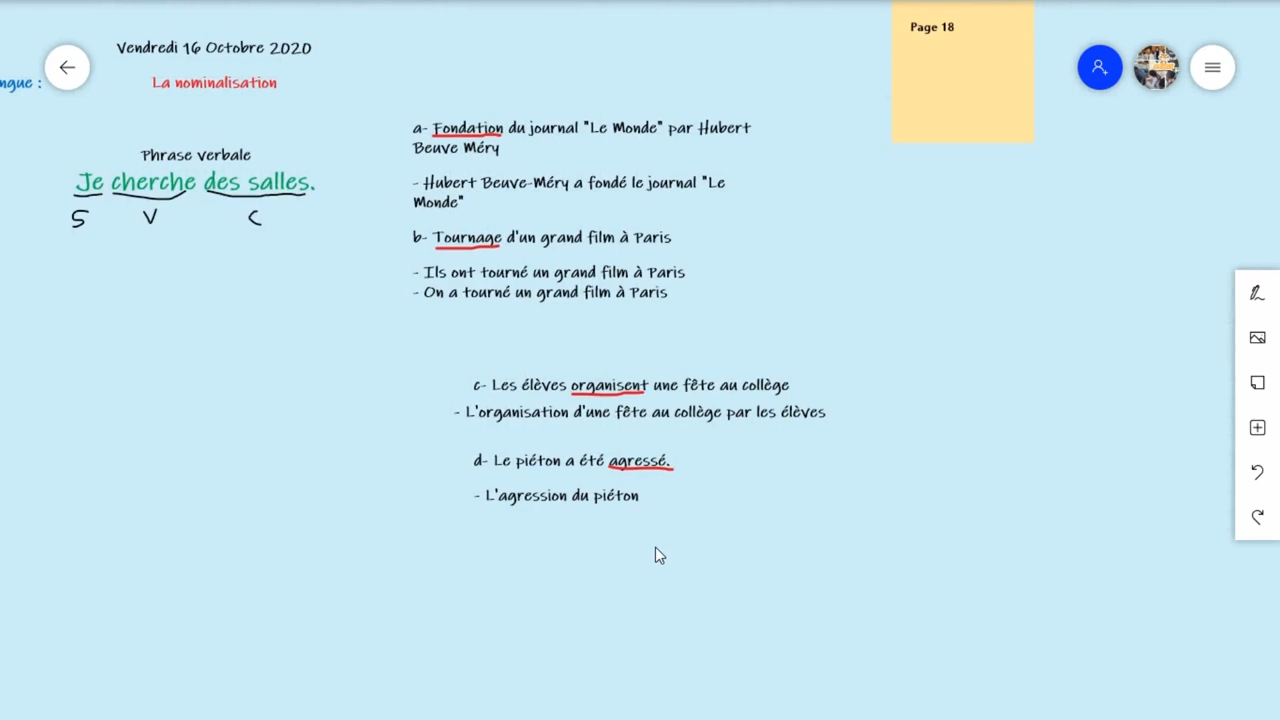 Vendredi 16 Octobre 2020
Page 18
ngue :
La nominalisation
Phrase verbale
Je cherche des salles.
S V C
a- Fondation du journal "Le Monde" par Hubert
Beuve Méry
- Hubert Beuve-Méry a fondé le journal "Le
Monde"
b- Tournage d'un grand film à Paris
- Ils ont tourné un grand film à Paris
- On a tourné un grand film à Paris
c- Les élèves organisent une fête au collège
- L'organisation d'une fête au collège par les élèves
d- Le piéton a été agressé.
- L'agression du piéton